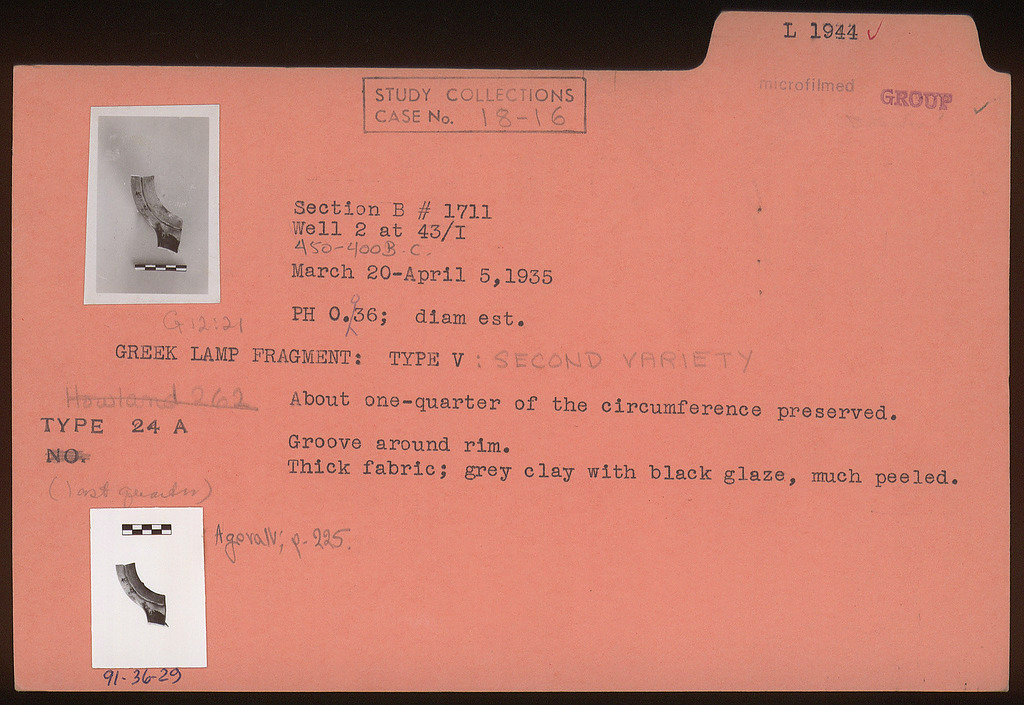 L 1944 ✓
microfilmed
GROUP ✓
STUDY COLLECTIONS
CASE No. 18-16
Section B # 1711
Well 2 at 43/I
450-400 B.C.
March 20-April 5,1935
PH 0.036; diam est.
G 12:21
GREEK LAMP FRAGMENT: TYPE V : SECOND VARIETY
Howland 262
About one-quarter of the circumference preserved.
TYPE 24 A
Groove around rim.
NO.
Thick fabric; grey clay with black glaze, much peeled.
(last quarter)
Agora IV, p. 225.
91-36-29